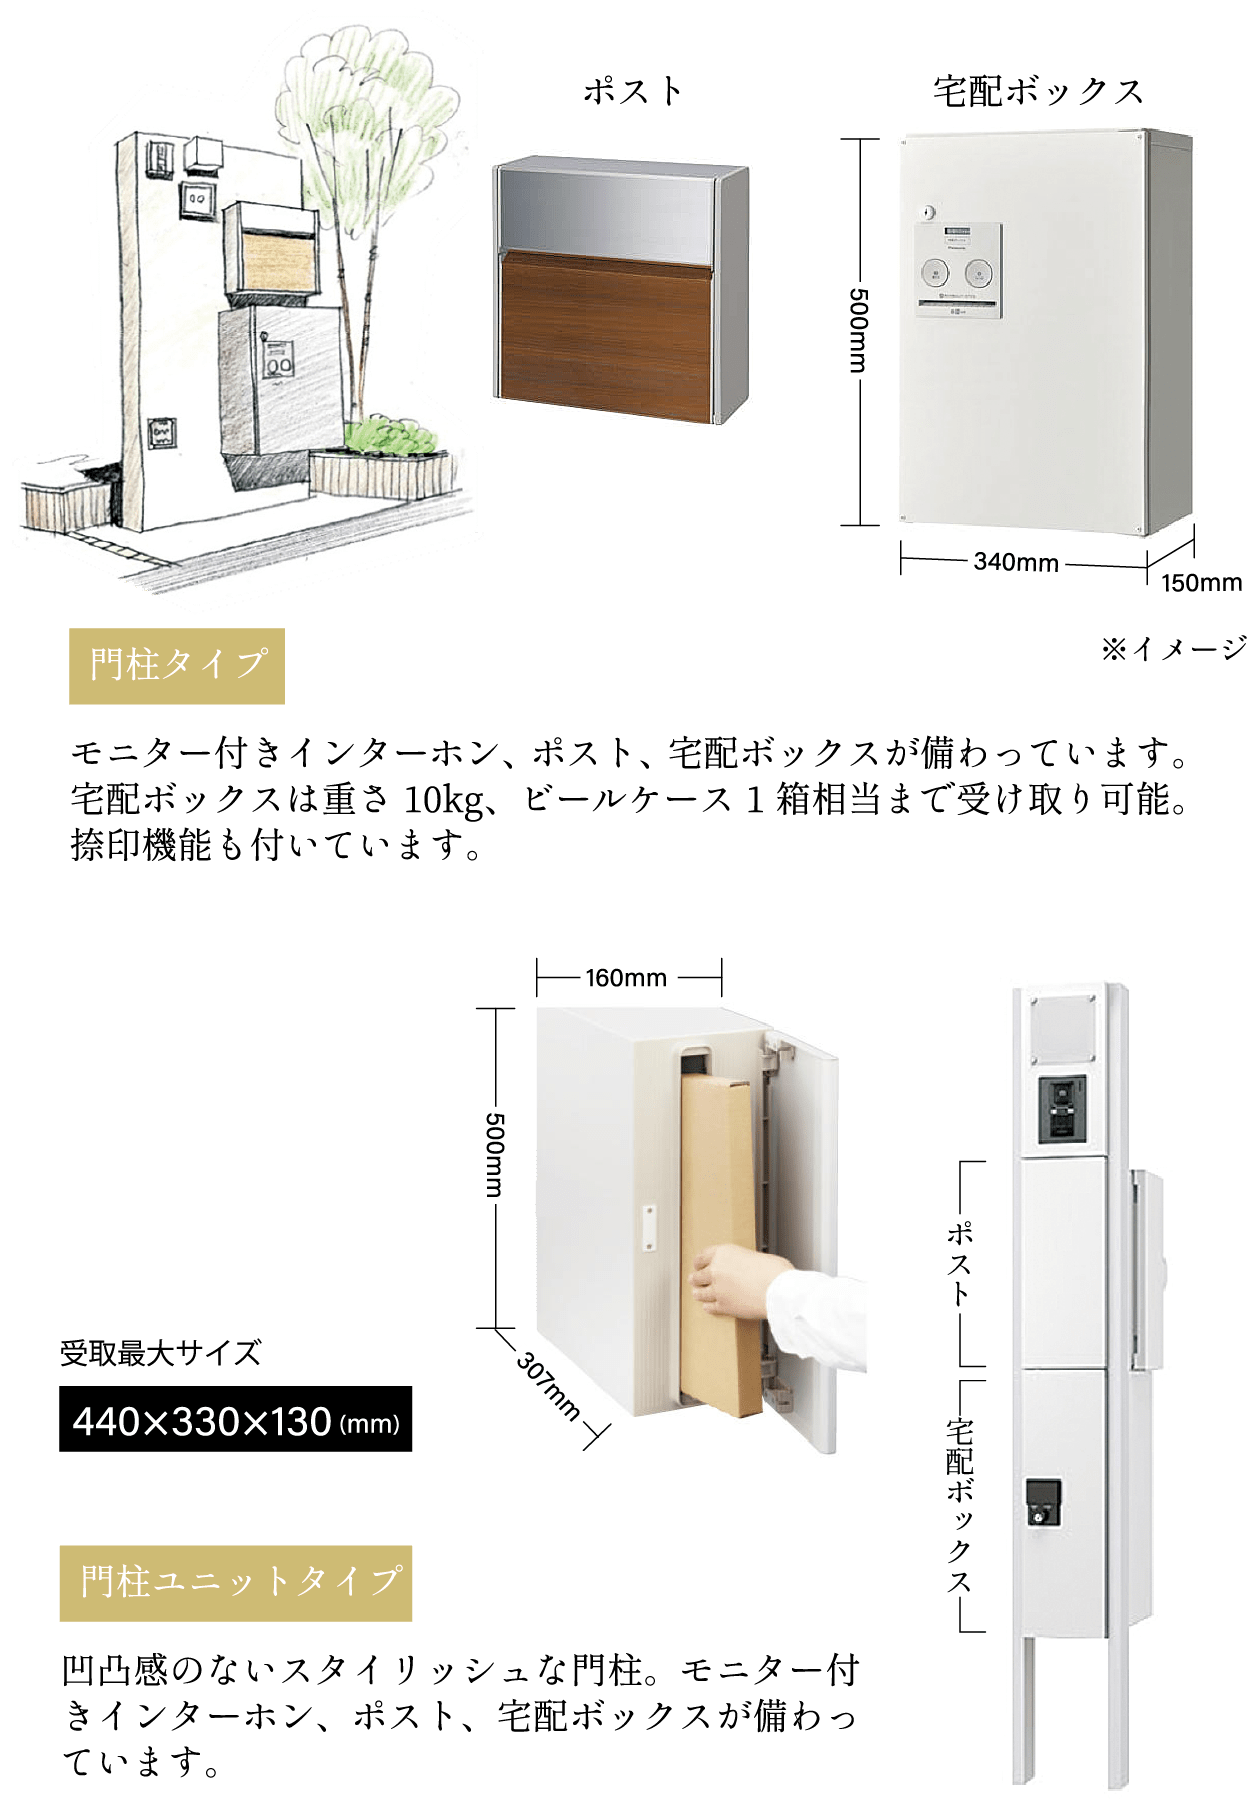 ポスト
宅配ボックス
500mm
340mm
150mm
※イメージ
門柱タイプ
モニター付きインターホン、ポスト、宅配ボックスが備わっています。
宅配ボックスは重さ10kg、ビールケース1箱相当まで受け取り可能。
捺印機能も付いています。
160mm
500mm
307mm
受取最大サイズ
440×330×130(mm)
ポスト
宅配ボックス
門柱ユニットタイプ
凹凸感のないスタイリッシュな門柱。モニター付
きインターホン、ポスト、宅配ボックスが備わっ
ています。